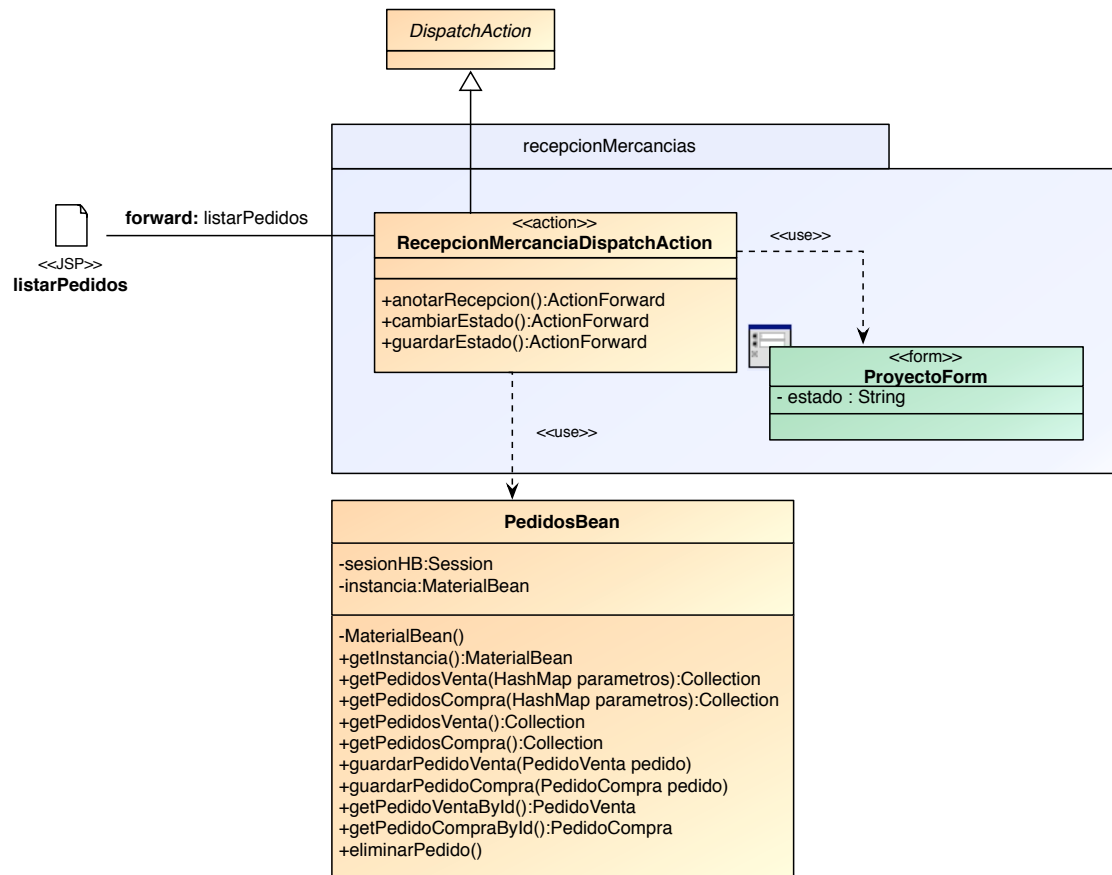 DispatchAction
recepcionMercancias
forward: listarPedidos
<<JSP>>
listarPedidos
<<action>>
RecepcionMercanciaDispatchAction
+anotarRecepcion():ActionForward
+cambiarEstado():ActionForward
+guardarEstado():ActionForward
<<use>>
<<form>>
ProyectoForm
- estado : String
<<use>>
PedidosBean
-sesionHB:Session
-instancia:MaterialBean
-MaterialBean()
+getInstancia():MaterialBean
+getPedidosVenta(HashMap parametros):Collection
+getPedidosCompra(HashMap parametros):Collection
+getPedidosVenta():Collection
+getPedidosCompra():Collection
+guardarPedidoVenta(PedidoVenta pedido)
+guardarPedidoCompra(PedidoCompra pedido)
+getPedidoVentaById():PedidoVenta
+getPedidoCompraById():PedidoCompra
+eliminarPedido()